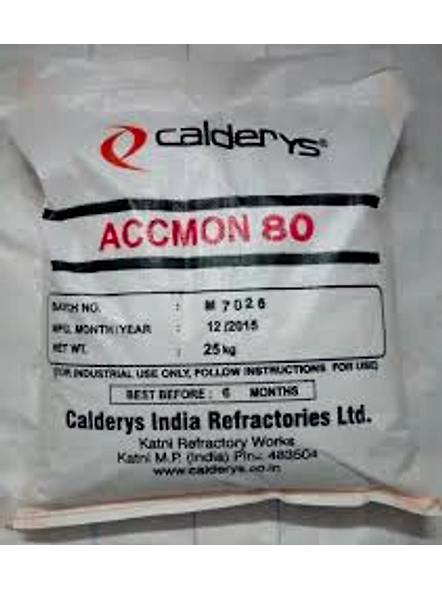 calderys®
ACCMON 80
BATCH NO. : M 7026
MFG. MONTH/YEAR : 12/2015
NET WT. : 25kg
FOR INDUSTRIAL USE ONLY, FOLLOW INSTRUCTIONS FOR USE
BEST BEFORE : 6 MONTHS
Calderys India Refractories Ltd.
Katni Refractory Works
Katni M.P. (India) Pin.: 483504
www.calderys.co.in